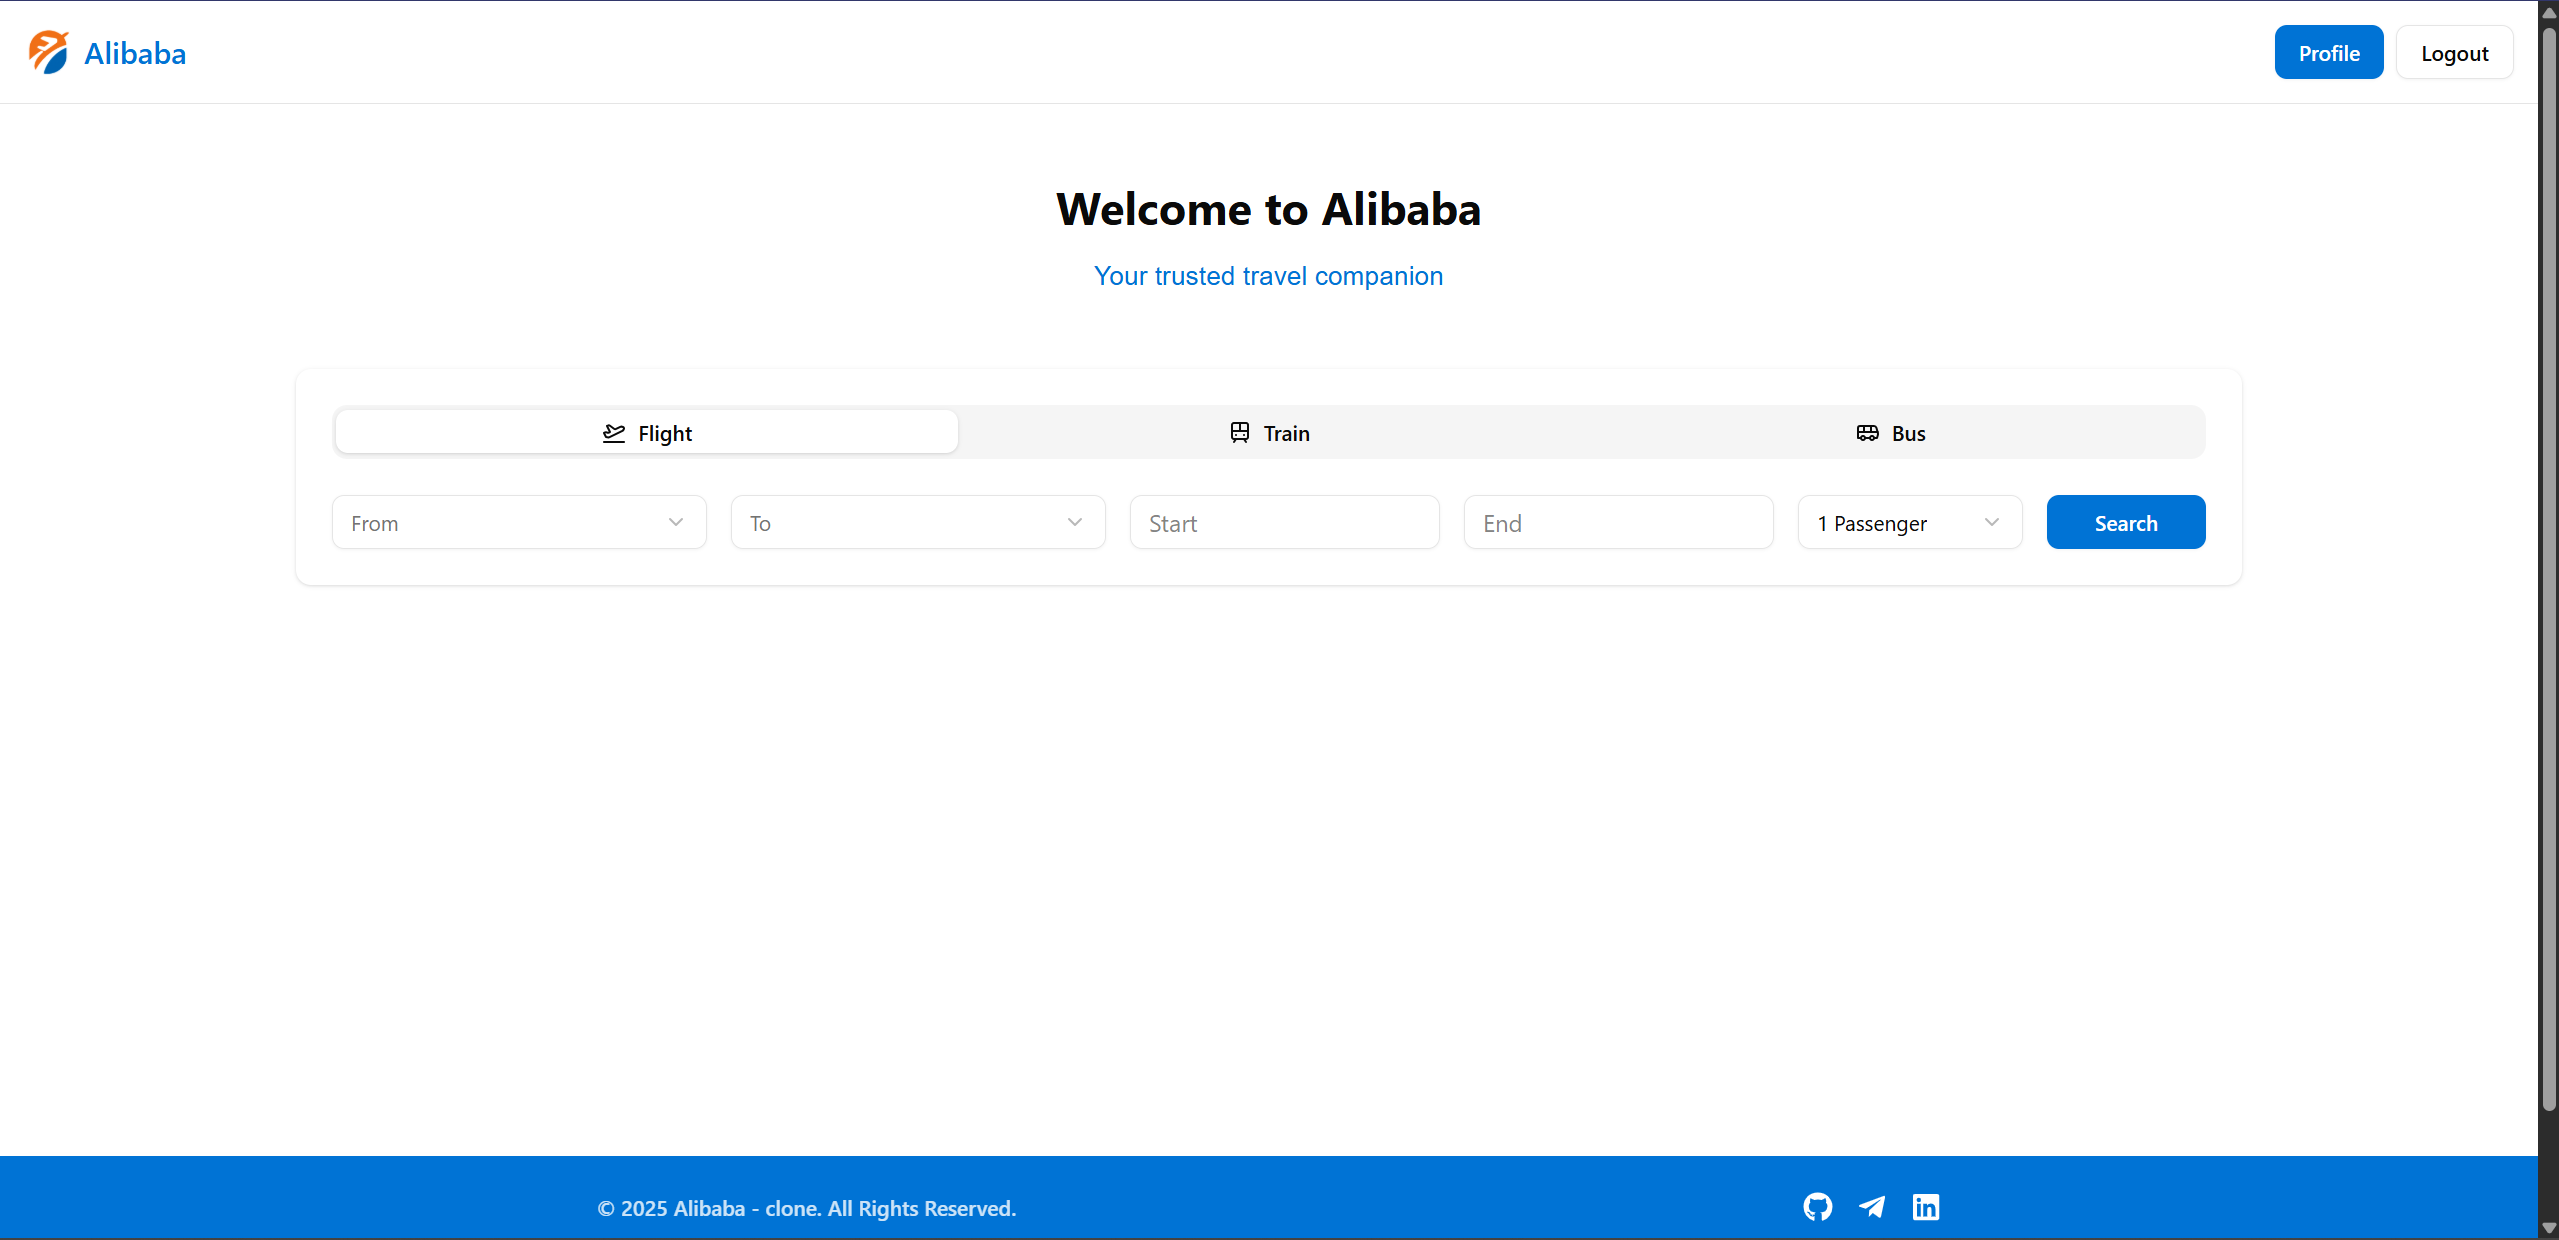 Alibaba
Profile
Logout
Welcome to Alibaba
Your trusted travel companion
Flight
Train
Bus
From
To
Start
End
1 Passenger
Search
© 2025 Alibaba - clone. All Rights Reserved.
in